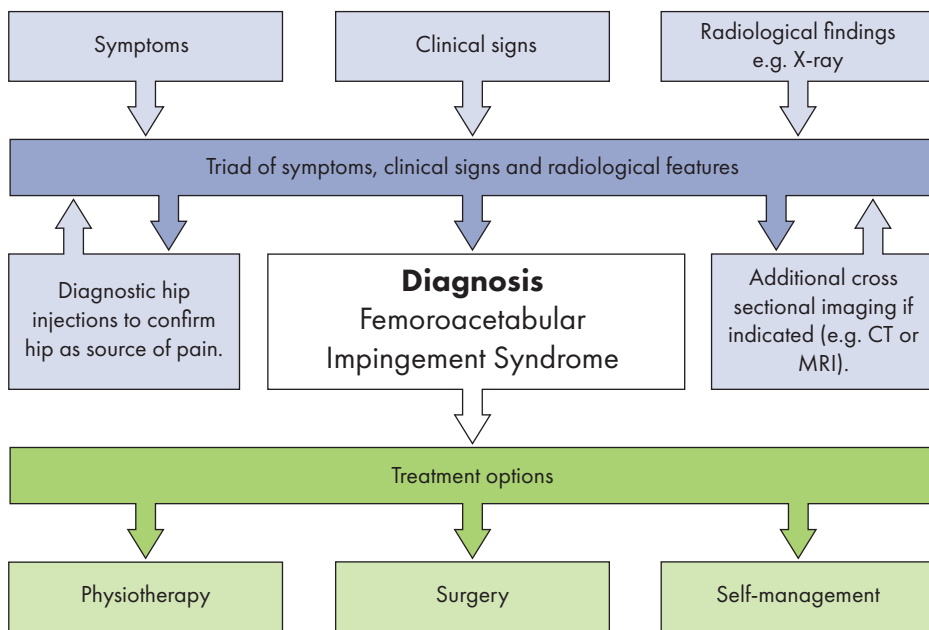 Symptoms
Clinical signs
Radiological findings
e.g. X-ray
Triad of symptoms, clinical signs and radiological features
Diagnostic hip
injections to confirm
hip as source of pain.
Diagnosis
Femoroacetabular
Impingement Syndrome
Additional cross
sectional imaging if
indicated (e.g. CT or
MRI).
Treatment options
Physiotherapy
Surgery
Self-management